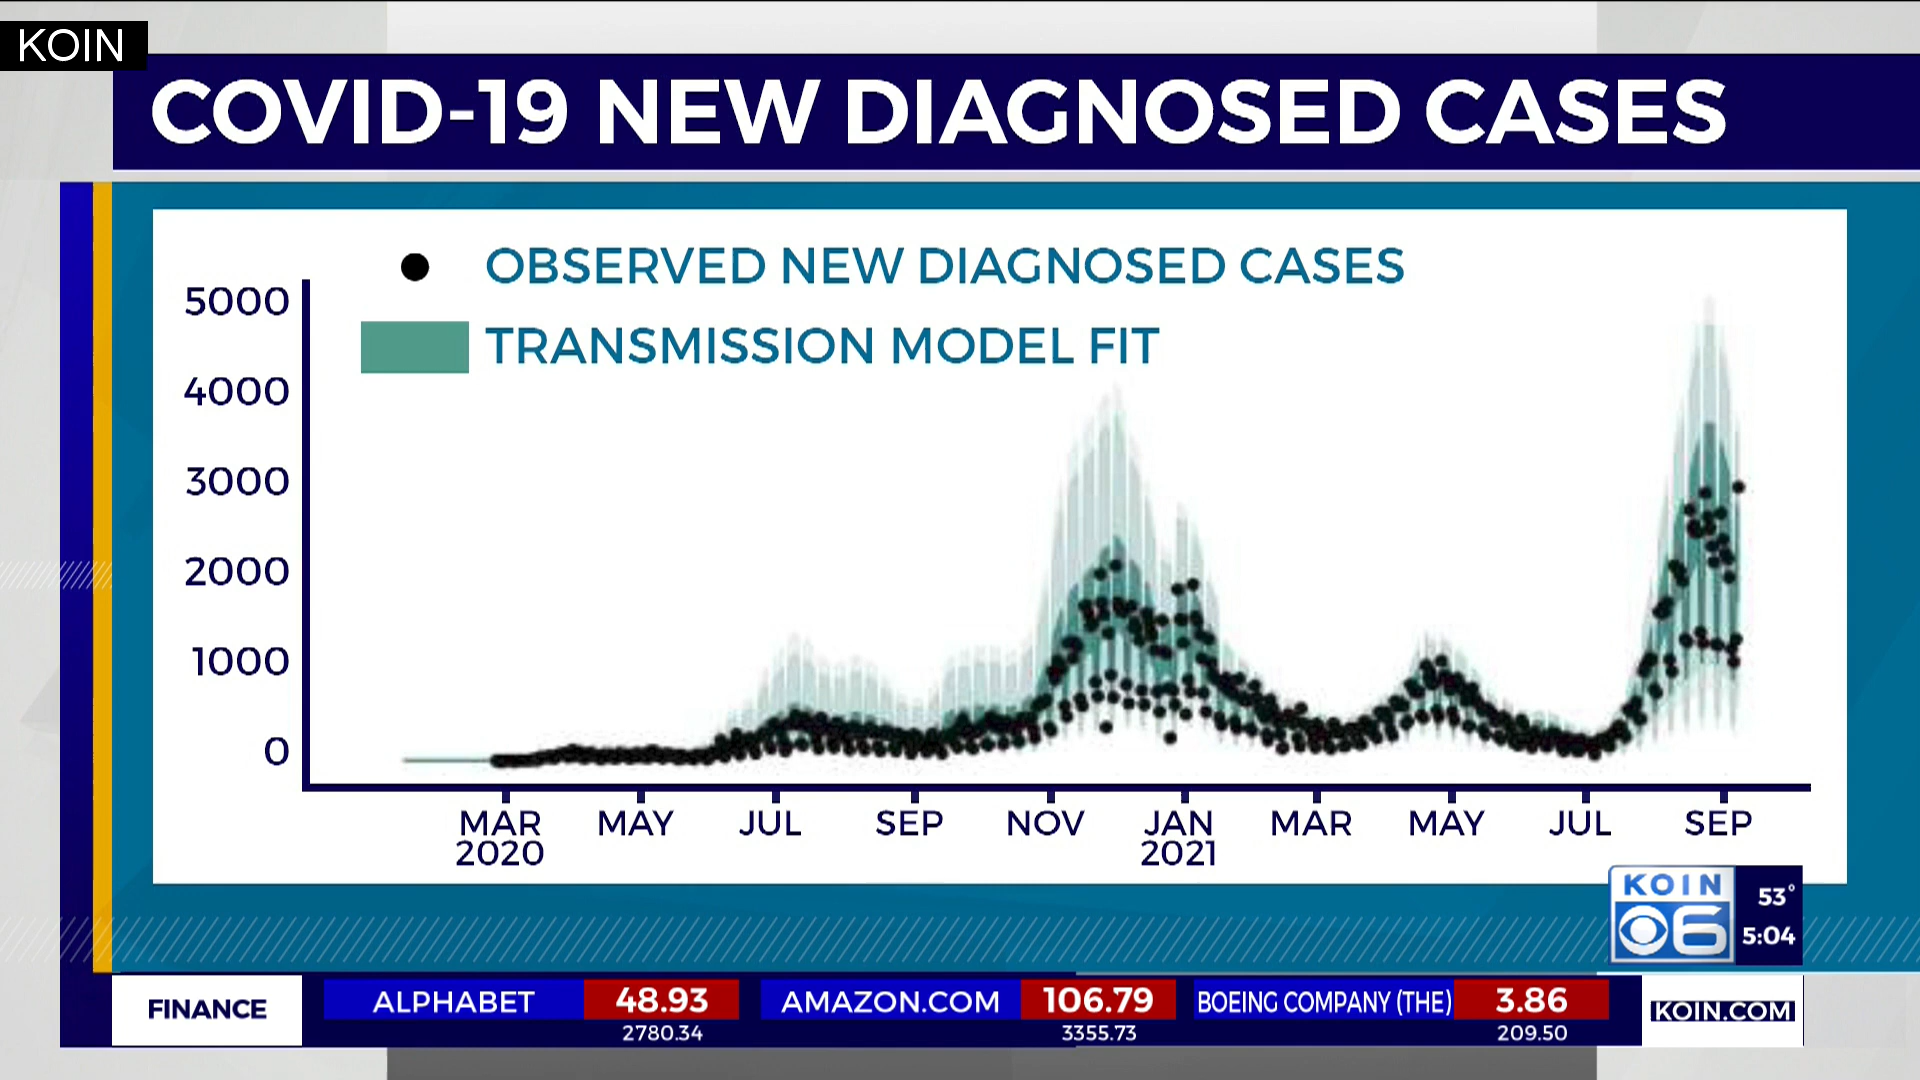 KOIN
COVID-19 NEW DIAGNOSED CASES
OBSERVED NEW DIAGNOSED CASES
TRANSMISSION MODEL FIT
5000
4000
3000
2000
1000
0
MAR MAY JUL SEP NOV JAN MAR MAY JUL SEP
2020 2021
KOIN
6
53°
5:04
FINANCE
ALPHABET 48.93 AMAZON.COM 106.79 BOEING COMPANY (THE) 3.86
2780.34 3355.73 209.50
KOIN.COM